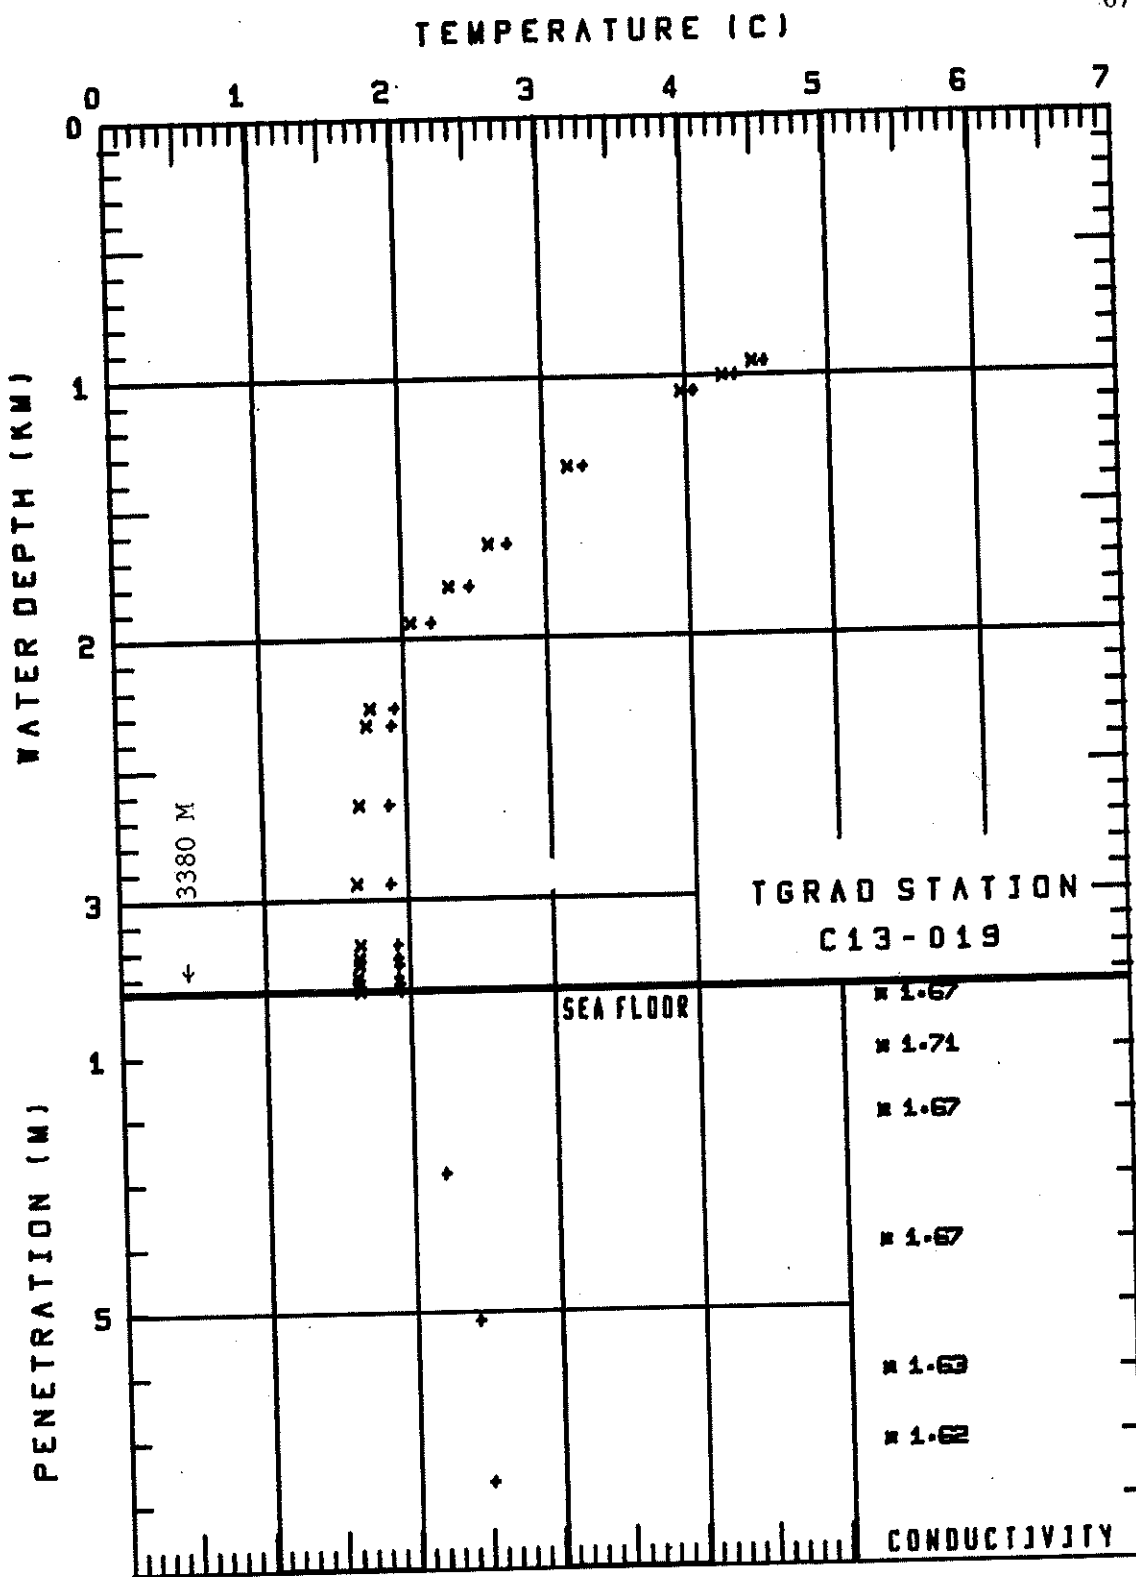 67
TEMPERATURE (C)
0 1 2 3 4 5 6 7
0
1
2
3
WATER DEPTH (KM)
3380 M
TGRAD STATION
C13-019
SEA FLOOR
1
5
PENETRATION (M)
1.67
1.71
1.67
1.67
1.63
1.62
CONDUCTIVITY